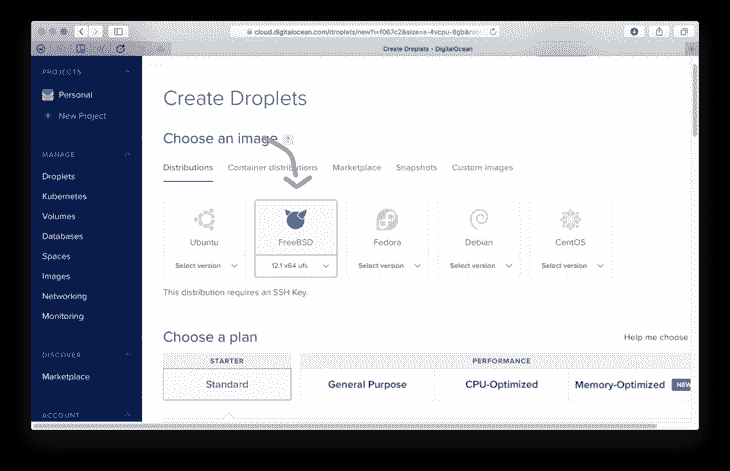 cloud.digitalocean.com/droplets/new?i=f067c2&size=s-4vcpu-8gb&
Create Droplets - DigitalOcean
PROJECTS
Personal
+ New Project
MANAGE
Droplets
Kubernetes
Volumes
Databases
Spaces
Images
Networking
Monitoring
DISCOVER
Marketplace
ACCOUNT
Create Droplets
Choose an image ?
Distributions Container distributions Marketplace Snapshots Custom images
Ubuntu FreeBSD Fedora Debian CentOS
Select version 12.1 x64 ufs Select version Select version Select version
This distribution requires an SSH Key.
Choose a plan Help me choose
STARTER PERFORMANCE
Standard General Purpose CPU-Optimized Memory-Optimized NEW